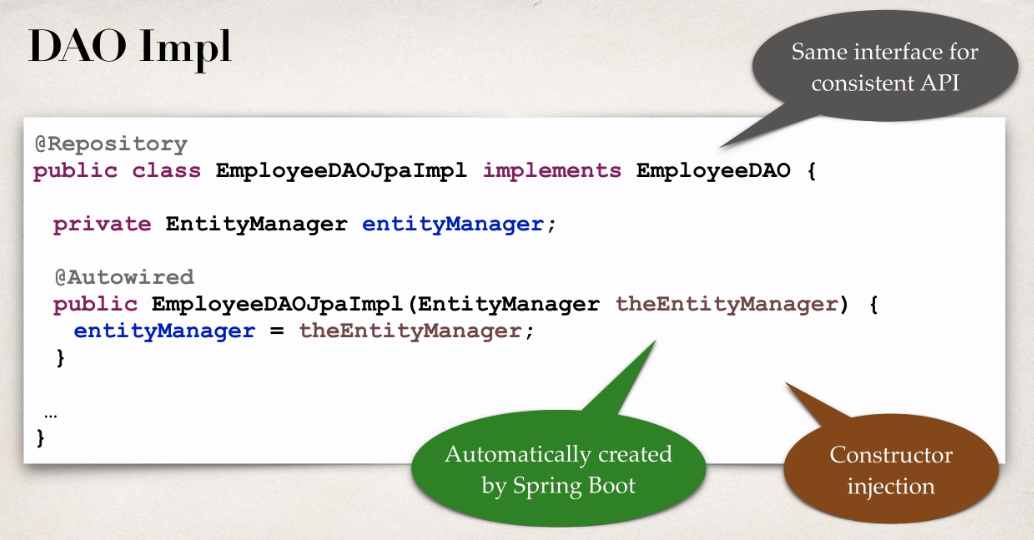 DAO Impl
Same interface for
consistent API
@Repository
public class EmployeeDAOJpaImpl implements EmployeeDAO {
private EntityManager entityManager;
@Autowired
public EmployeeDAOJpaImpl(EntityManager theEntityManager) {
entityManager = theEntityManager;
}
…
}
Automatically created
by Spring Boot
Constructor
injection